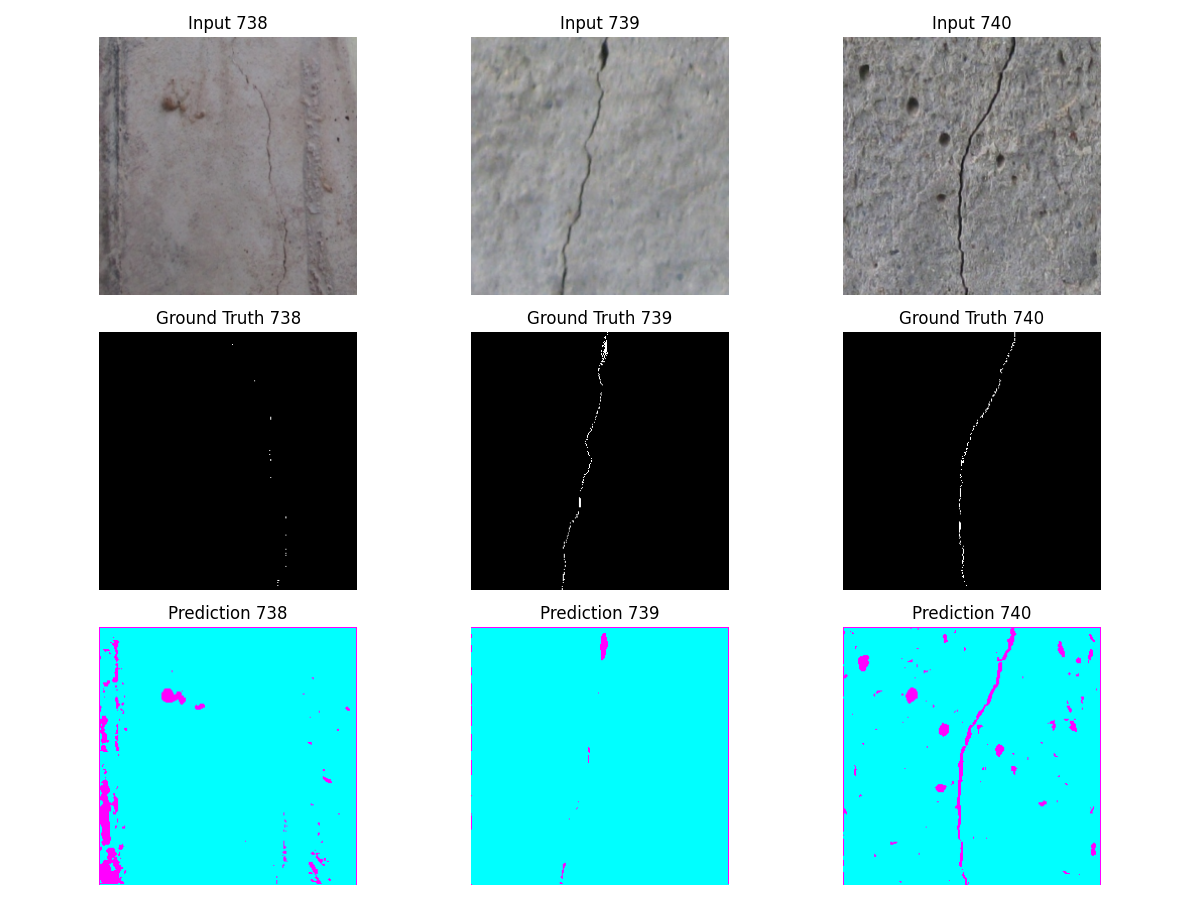 Input 738
Input 739
Input 740
Ground Truth 738
Ground Truth 739
Ground Truth 740
Prediction 738
Prediction 739
Prediction 740